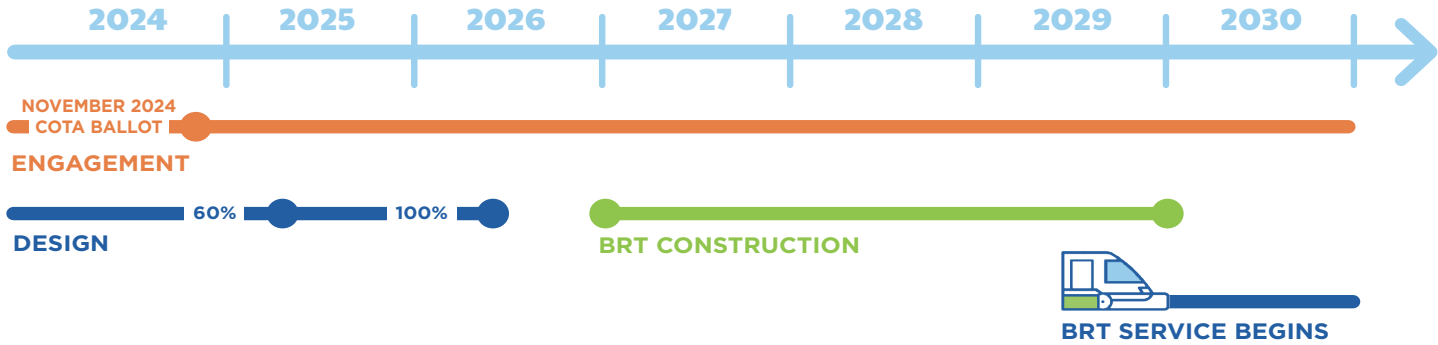 2024 2025 2026 2027 2028 2029 2030
NOVEMBER 2024
COTA BALLOT
ENGAGEMENT
60% 100%
DESIGN
BRT CONSTRUCTION
BRT SERVICE BEGINS